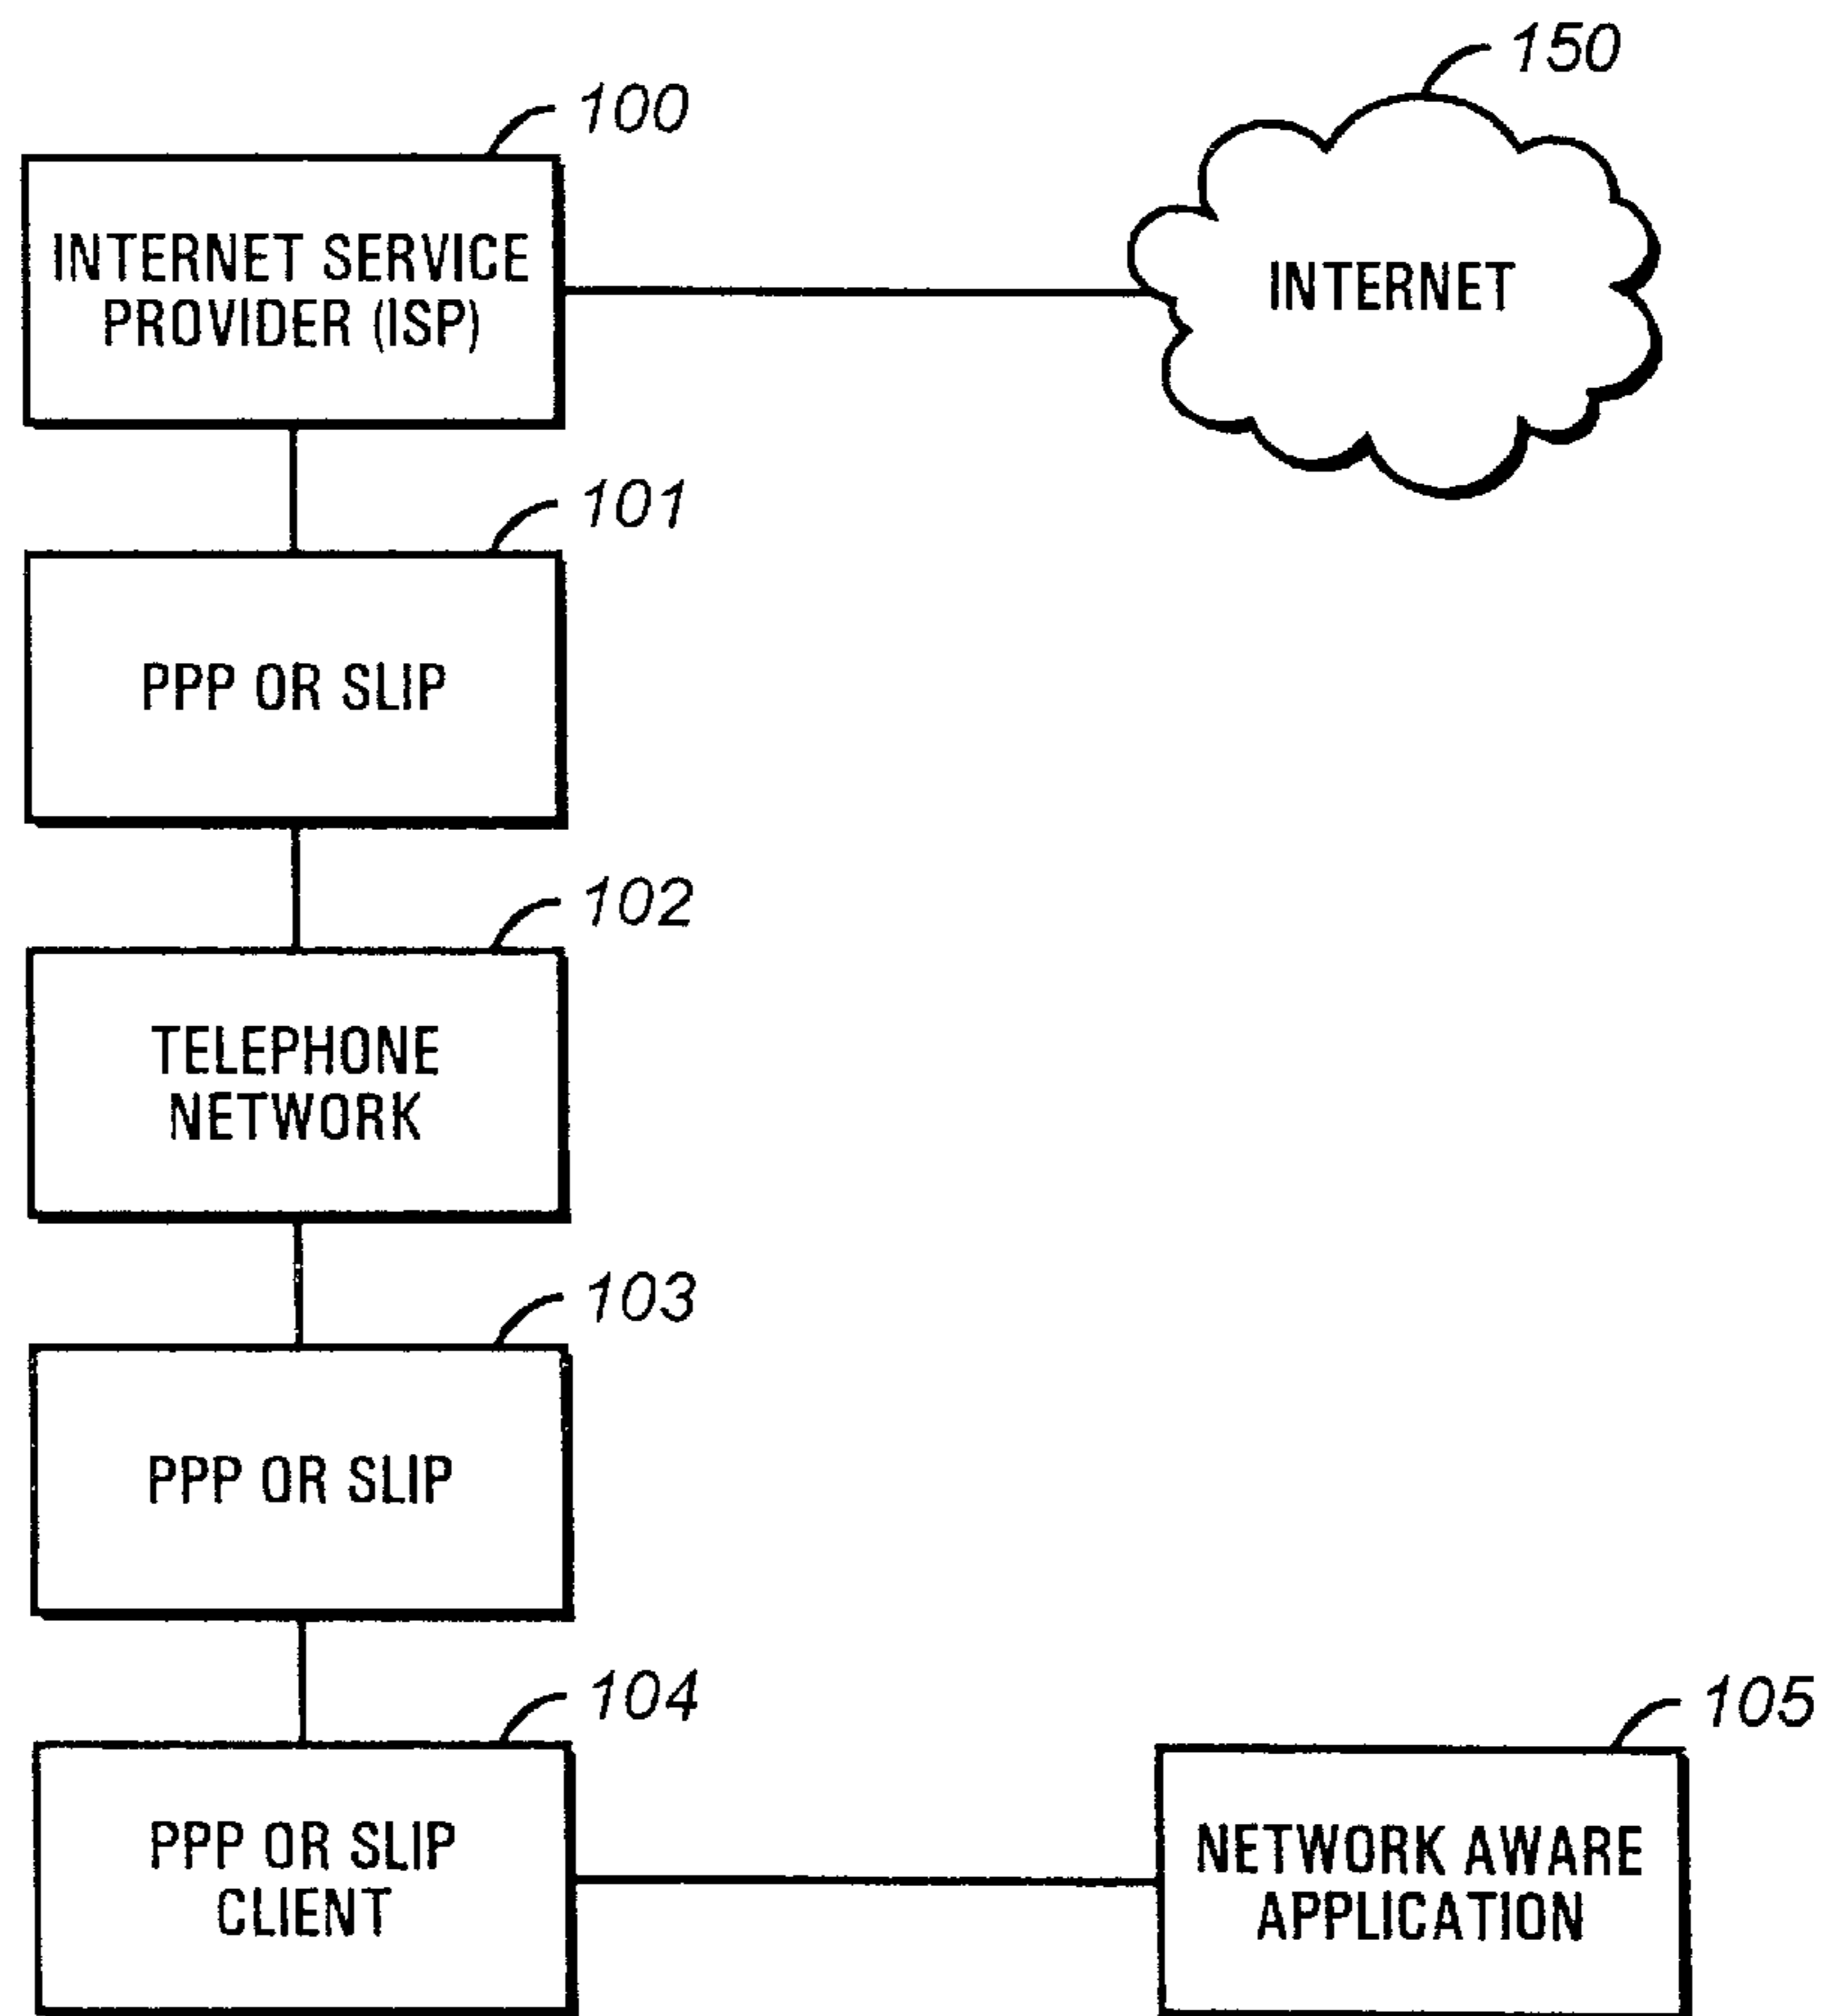 150
100
INTERNET SERVICE
PROVIDER (ISP)
INTERNET
101
PPP OR SLIP
102
TELEPHONE
NETWORK
103
PPP OR SLIP
104
PPP OR SLIP
CLIENT
105
NETWORK AWARE
APPLICATION